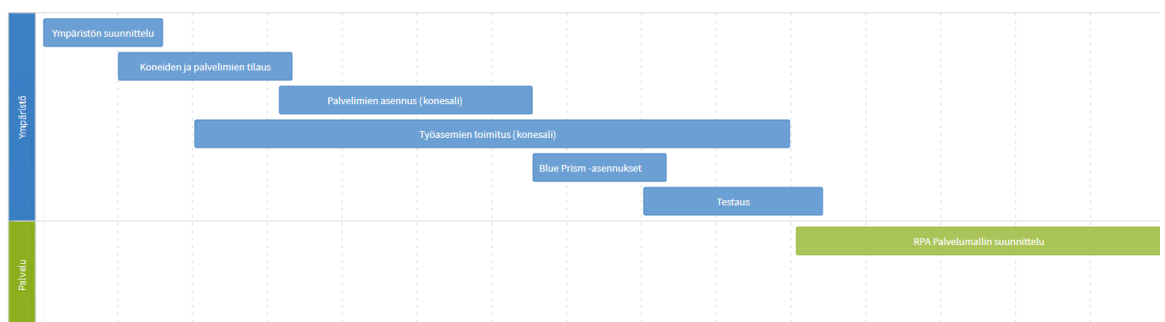 Ympäristö
Ympäristön suunnittelu
Koneiden ja palvelimien tilaus
Palvelimien asennus (konesali)
Työasemien toimitus (konesali)
Blue Prism -asennukset
Testaus
Palvelu
RPA Palvelumallin suunnittelu